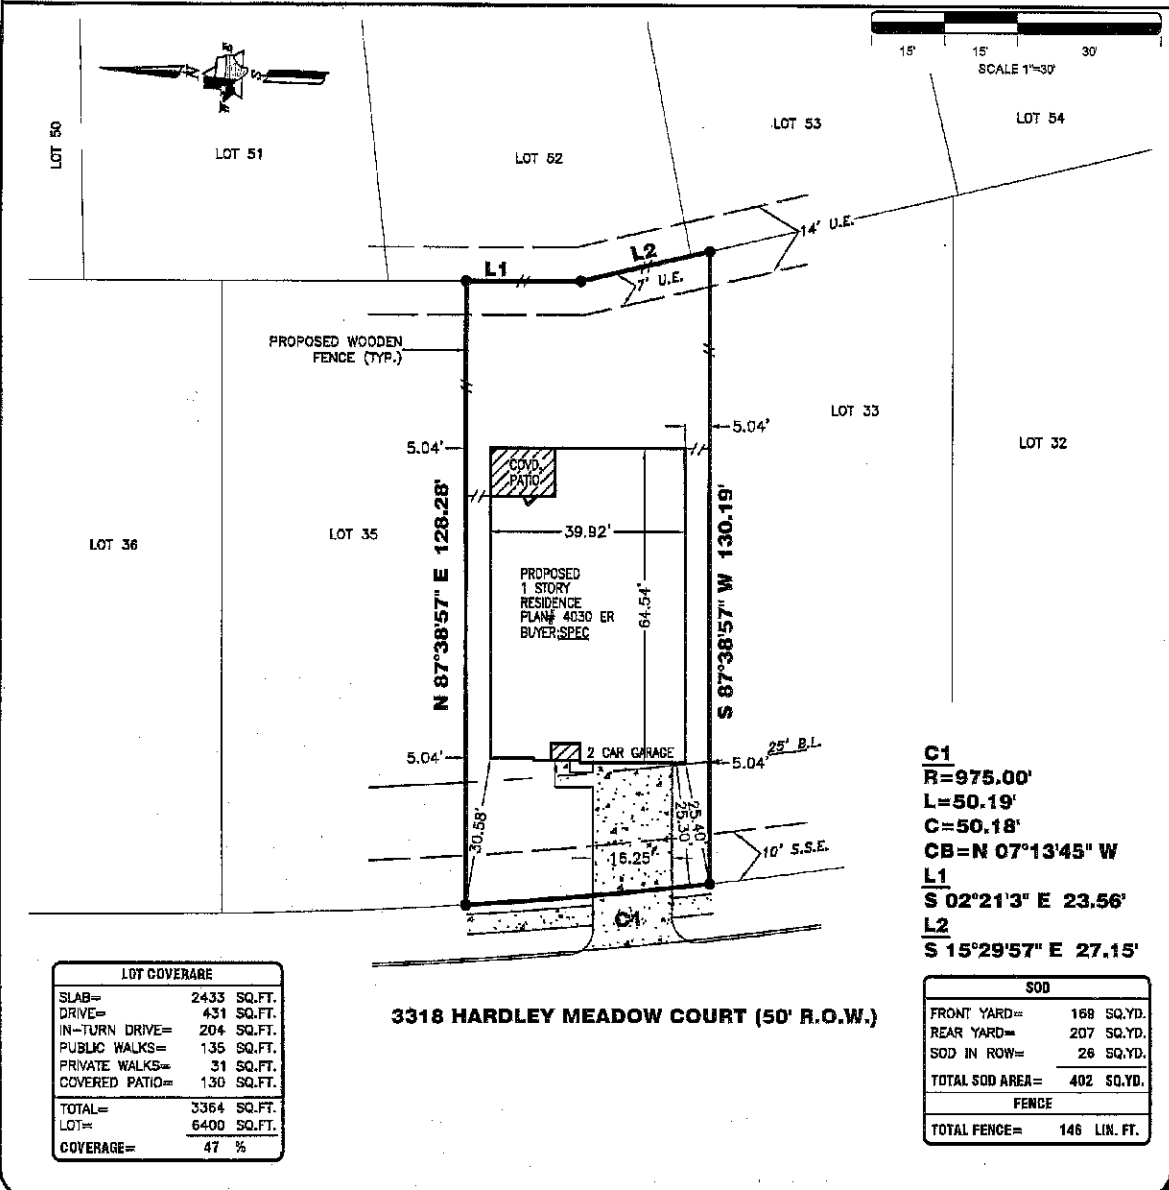 15' 15' 30'
SCALE 1"=30'
N
S
LOT 50
LOT 51
LOT 52
LOT 53
LOT 54
14' U.E.
L1
L2
7' U.E.
PROPOSED WOODEN
FENCE (TYP.)
LOT 33
LOT 32
5.04'
5.04'
COVD.
PATIO
39.92'
LOT 35
LOT 36
N 87°38'57" E 128.28'
S 87°38'57" W 130.19'
PROPOSED
1 STORY
RESIDENCE
PLAN# 4030 ER
BUYER:SPEC
64.54'
25' B.L.
2 CAR GARAGE
5.04'
5.04'
30.58'
25.30'
25.40'
16.25'
10' S.S.E.
C1
C1
R=975.00'
L=50.19'
C=50.18'
CB=N 07°13'45" W
L1
S 02°21'3" E 23.56'
L2
S 15°29'57" E 27.15'
3318 HARDLEY MEADOW COURT (50' R.O.W.)
LOT COVERARE
SLAB= 2433 SQ.FT.
DRIVE= 431 SQ.FT.
IN-TURN DRIVE= 204 SQ.FT.
PUBLIC WALKS= 135 SQ.FT.
PRIVATE WALKS= 31 SQ.FT.
COVERED PATIO= 130 SQ.FT.
TOTAL= 3364 SQ.FT.
LOT= 6400 SQ.FT.
COVERAGE= 47 %
SOD
FRONT YARD= 168 SQ.YD.
REAR YARD= 207 SQ.YD.
SOD IN ROW= 26 SQ.YD.
TOTAL SOD AREA= 402 SQ.YD.
FENCE
TOTAL FENCE= 146 LIN. FT.